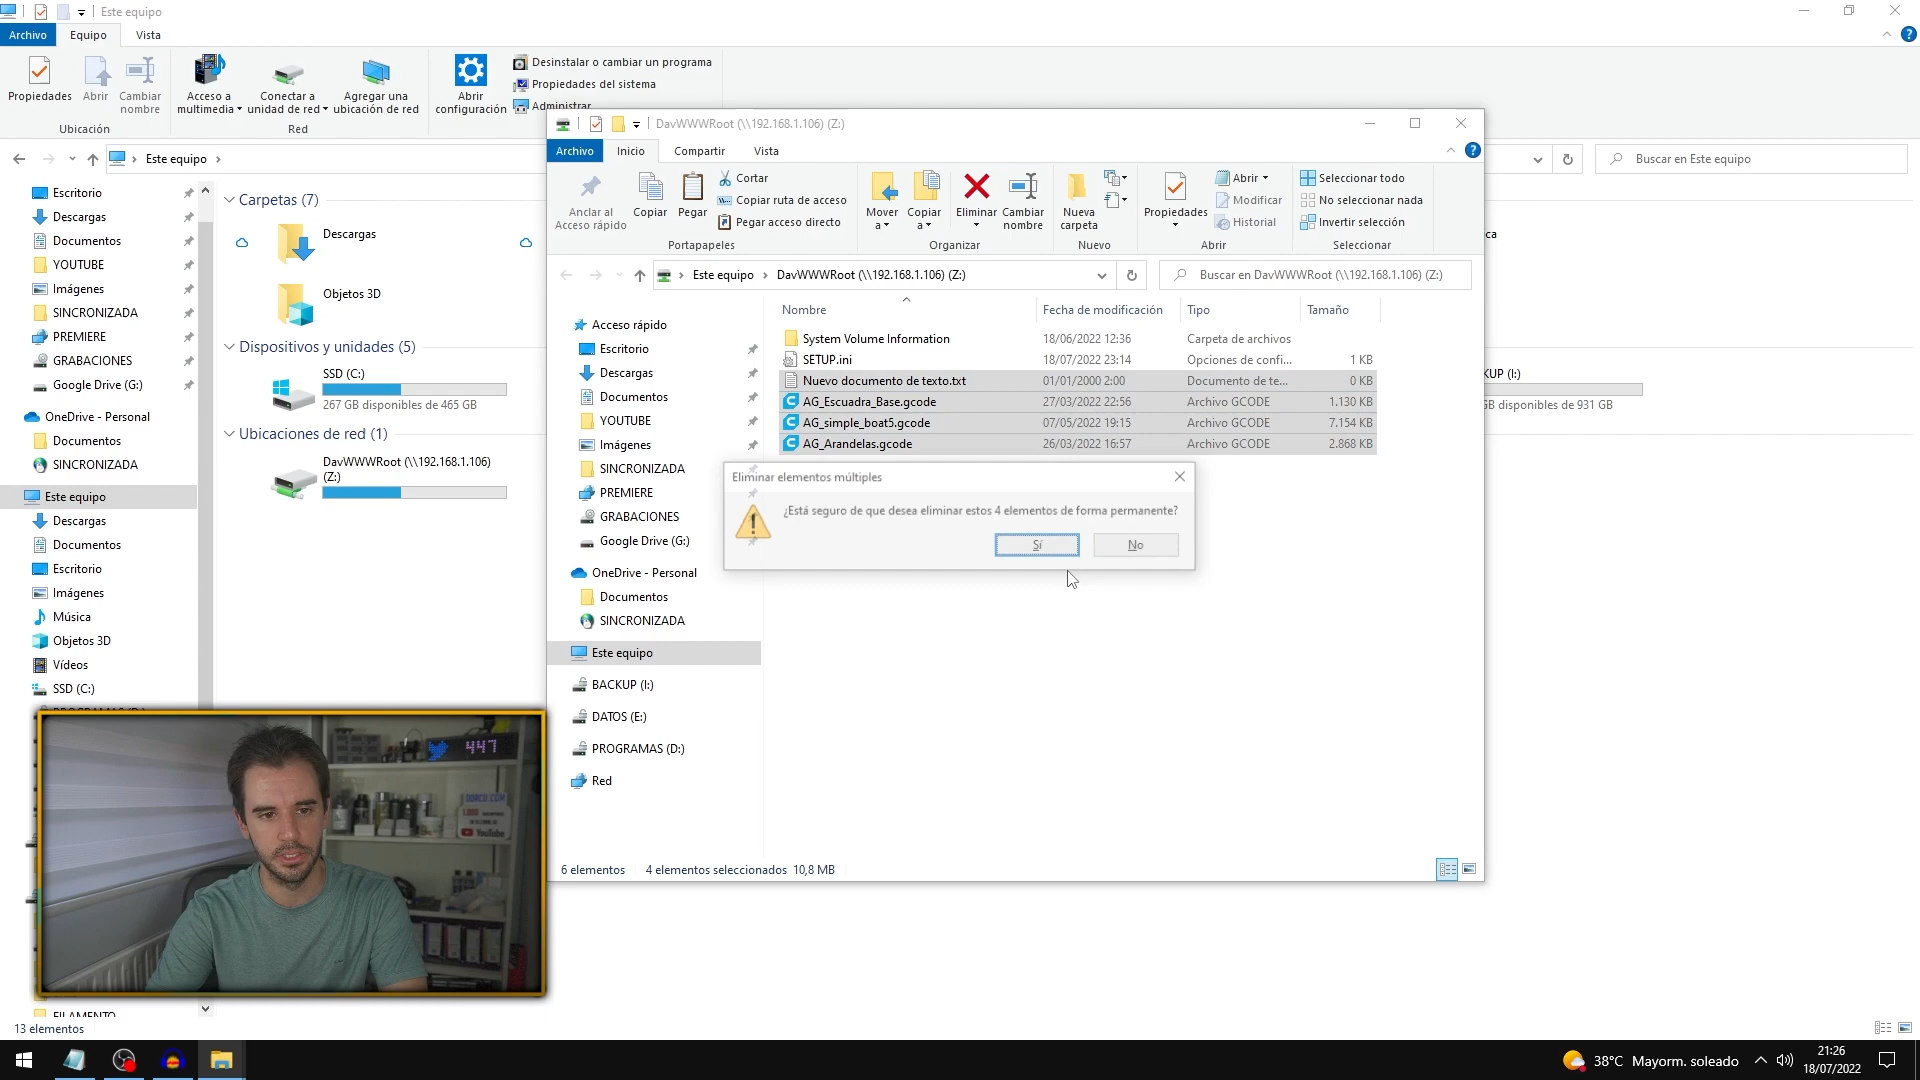 Este equipo
Archivo
Equipo
Vista
Propiedades
Abrir
Cambiar nombre
Ubicación
Acceso a multimedia
Conectar a unidad de red
Agregar una ubicación de red
Red
Abrir configuración
Desinstalar o cambiar un programa
Propiedades del sistema
Administrar
Este equipo
Buscar en Este equipo
Escritorio
Descargas
Documentos
YOUTUBE
Imágenes
SINCRONIZADA
PREMIERE
GRABACIONES
Google Drive (G:)
OneDrive - Personal
Documentos
SINCRONIZADA
Este equipo
Descargas
Documentos
Escritorio
Imágenes
Música
Objetos 3D
Vídeos
SSD (C:)
FILAMENTO
13 elementos
Carpetas (7)
Descargas
Objetos 3D
Dispositivos y unidades (5)
SSD (C:)
267 GB disponibles de 465 GB
Ubicaciones de red (1)
DavWWWRoot (\\192.168.1.106)
(Z:)
KUP (I:)
GB disponibles de 931 GB
DavWWWRoot (\\192.168.1.106) (Z:)
Archivo
Inicio
Compartir
Vista
Anclar al Acceso rápido
Copiar
Pegar
Cortar
Copiar ruta de acceso
Pegar acceso directo
Portapapeles
Mover a
Copiar a
Eliminar
Cambiar nombre
Organizar
Nueva carpeta
Nuevo
Propiedades
Abrir
Modificar
Historial
Abrir
Seleccionar todo
No seleccionar nada
Invertir selección
Seleccionar
Este equipo
DavWWWRoot (\\192.168.1.106) (Z:)
Buscar en DavWWWRoot (\\192.168.1.106) (Z:)
Acceso rápido
Escritorio
Descargas
Documentos
YOUTUBE
Imágenes
SINCRONIZADA
PREMIERE
GRABACIONES
Google Drive (G:)
OneDrive - Personal
Documentos
SINCRONIZADA
Este equipo
BACKUP (I:)
DATOS (E:)
PROGRAMAS (D:)
Red
Nombre Fecha de modificación Tipo Tamaño
System Volume Information 18/06/2022 12:36 Carpeta de archivos
SETUP.ini 18/07/2022 23:14 Opciones de confi... 1 KB
Nuevo documento de texto.txt 01/01/2000 2:00 Documento de te... 0 KB
AG_Escuadra_Base.gcode 27/03/2022 22:56 Archivo GCODE 1.130 KB
AG_simple_boat5.gcode 07/05/2022 19:15 Archivo GCODE 7.154 KB
AG_Arandelas.gcode 26/03/2022 16:57 Archivo GCODE 2.868 KB
Eliminar elementos múltiples
¿Está seguro de que desea eliminar estos 4 elementos de forma permanente?
Sí
No
6 elementos
4 elementos seleccionados 10,8 MB
447
YouTube
38°C Mayorm. soleado
21:26
18/07/2022